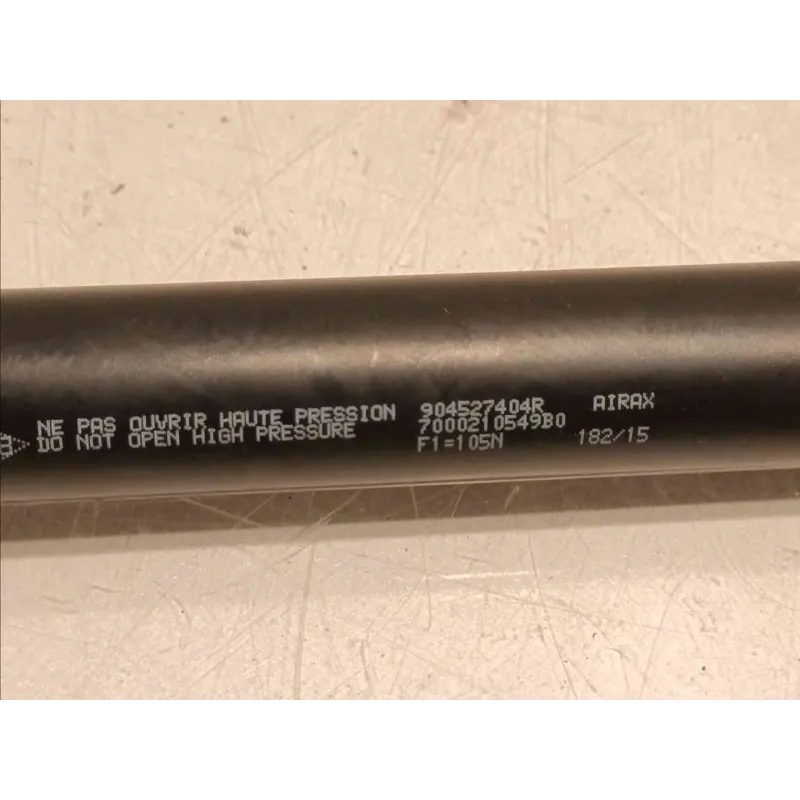 NE PAS OUVRIR HAUTE PRESSION
DO NOT OPEN HIGH PRESSURE
904527404R AIRAX
7000210549B0
F1=105N 182/15